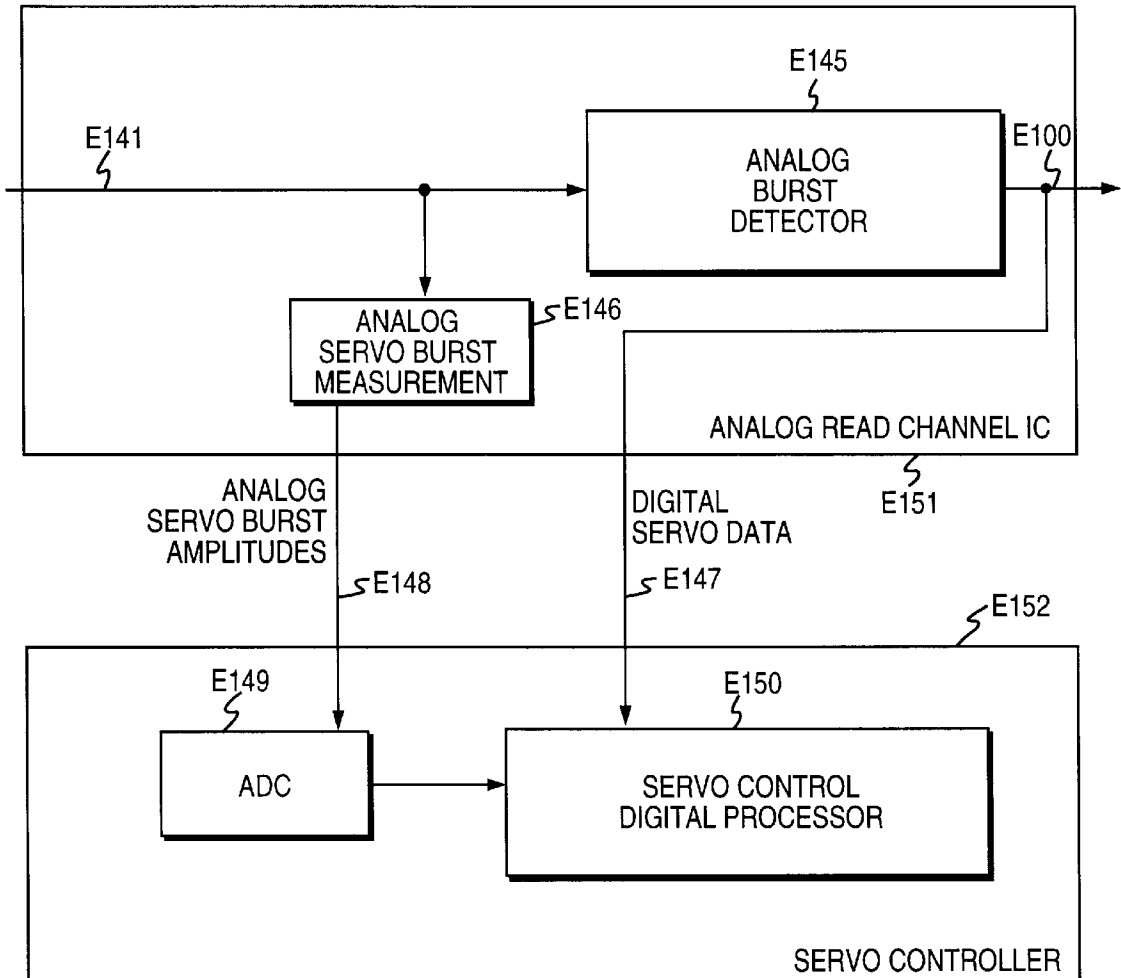 E145
E141
E100
ANALOG
BURST
DETECTOR
E146
ANALOG
SERVO BURST
MEASUREMENT
ANALOG READ CHANNEL IC
E151
ANALOG
SERVO BURST
AMPLITUDES
DIGITAL
SERVO DATA
E148
E147
E152
E149
E150
ADC
SERVO CONTROL
DIGITAL PROCESSOR
SERVO CONTROLLER